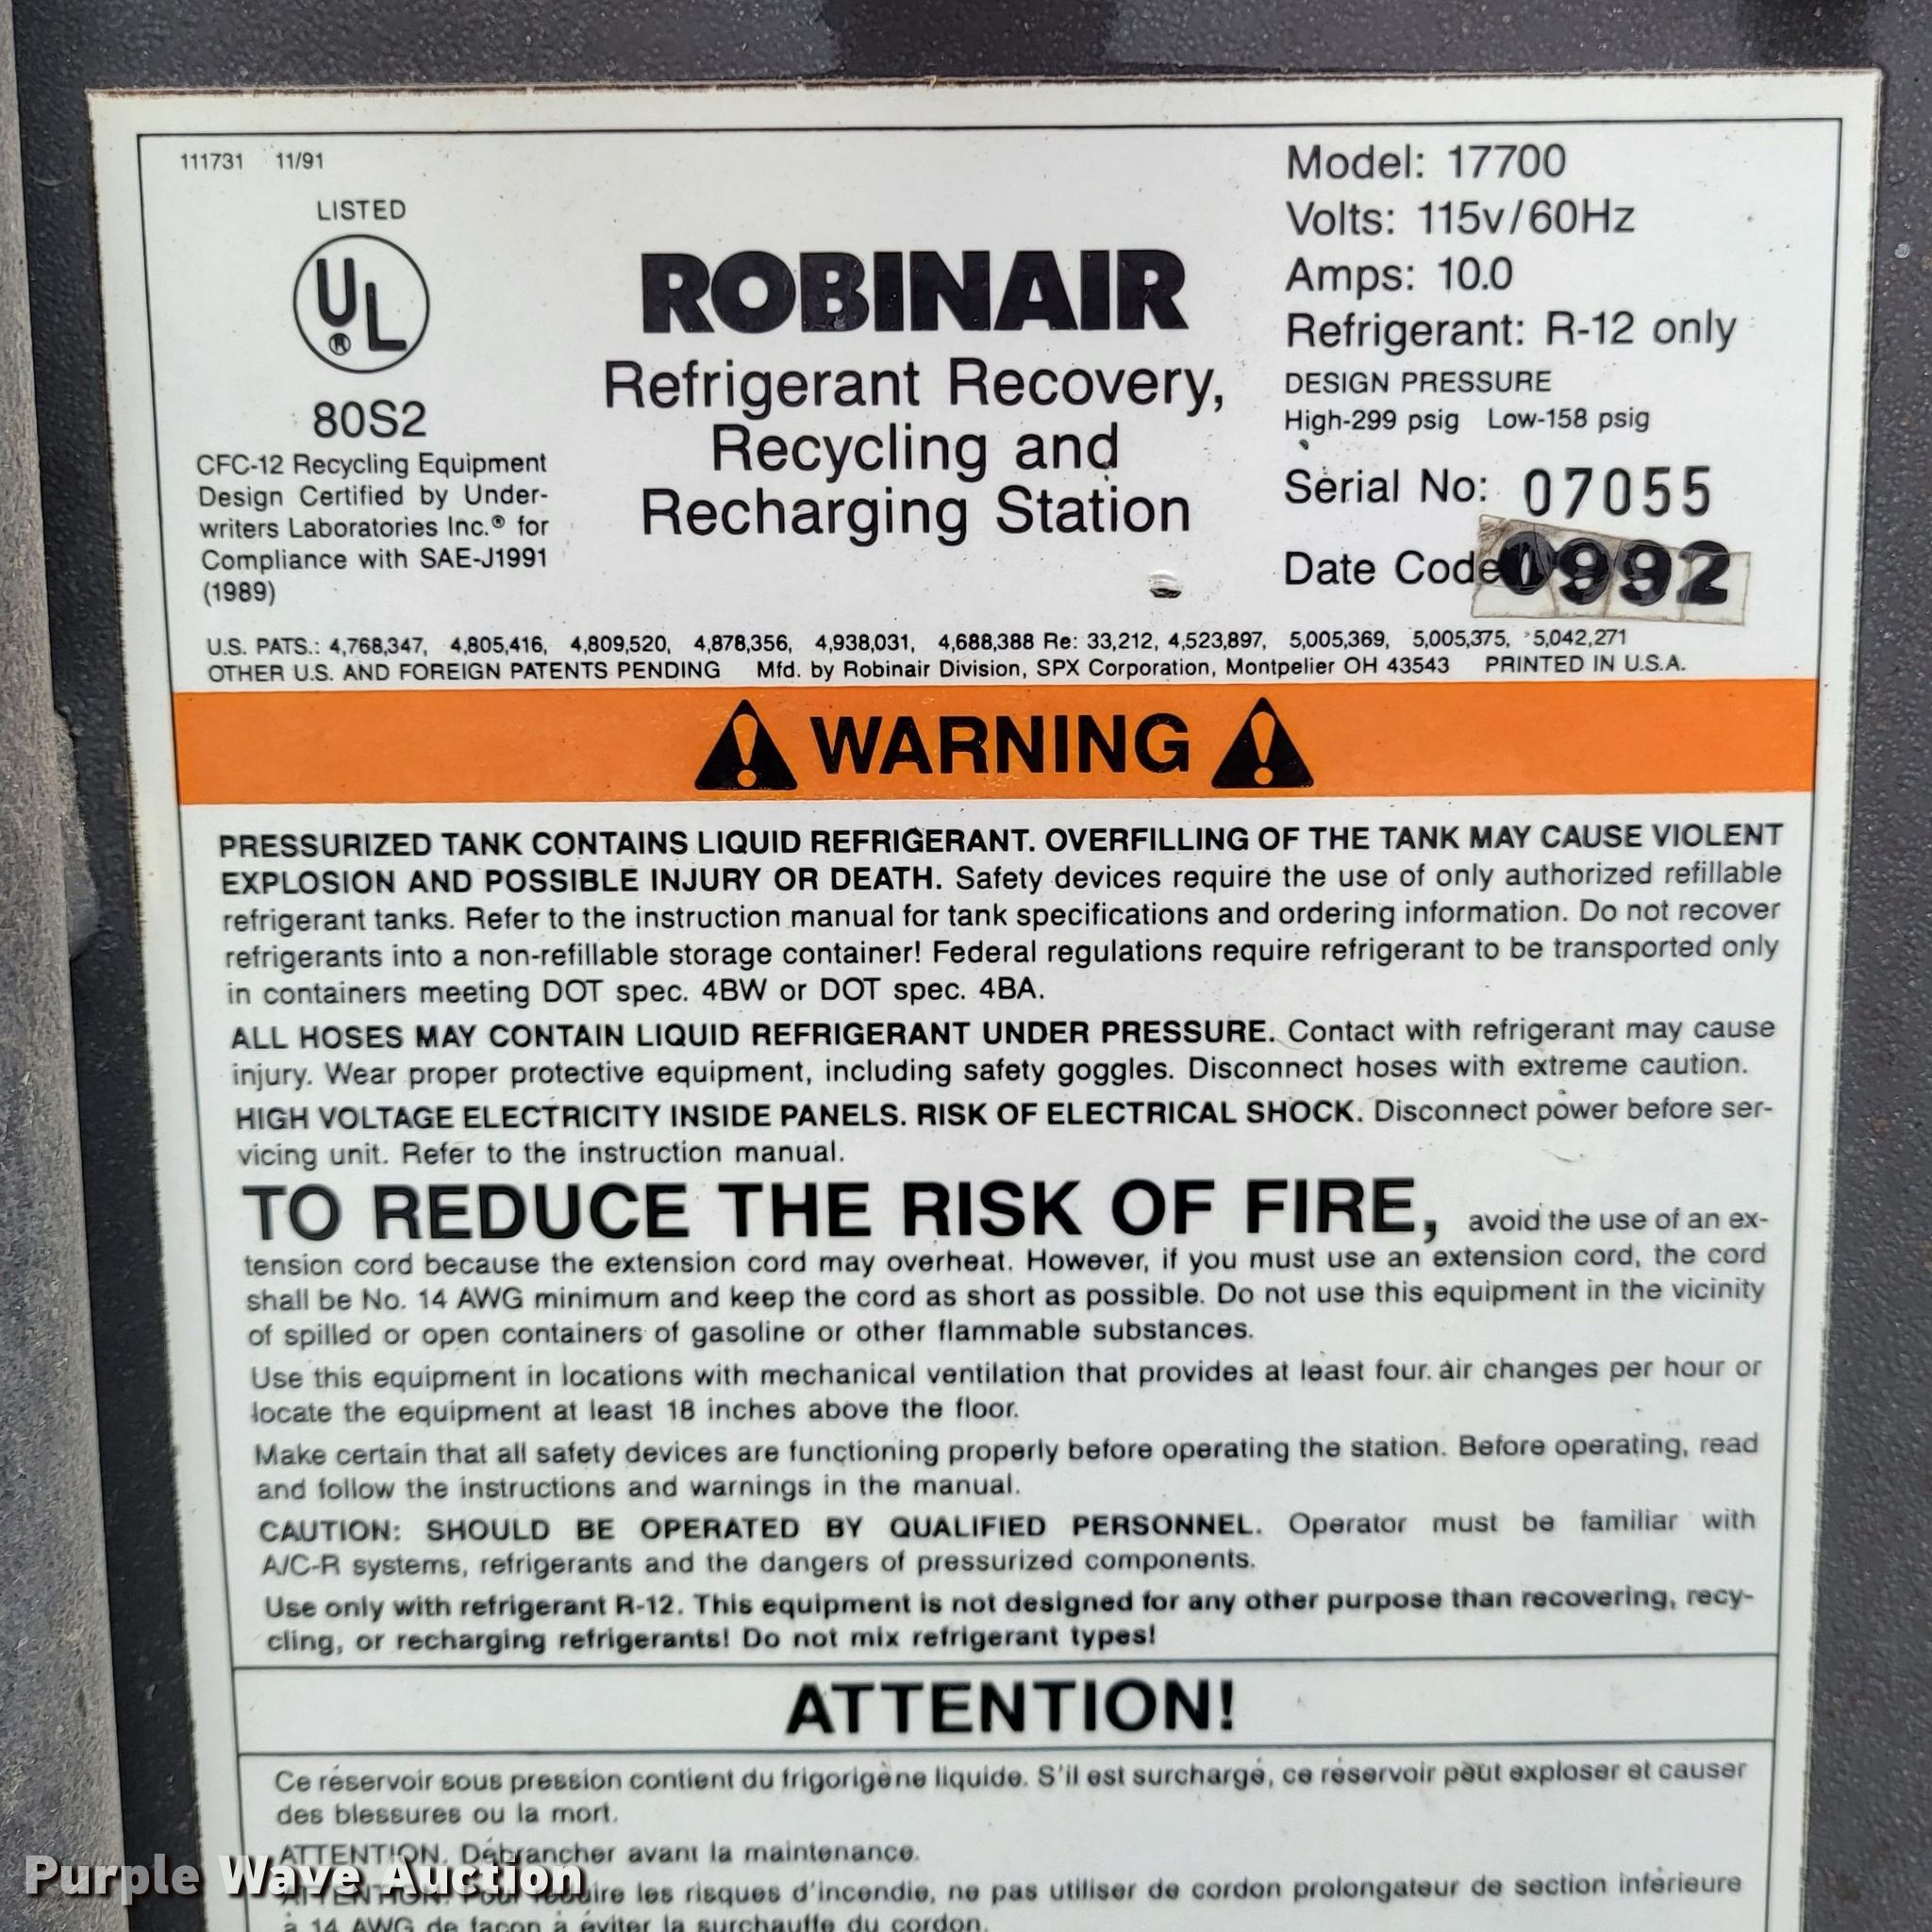 111731 11/91
LISTED
UL®
80S2
CFC-12 Recycling Equipment
Design Certified by Under-
writers Laboratories Inc.® for
Compliance with SAE-J1991
(1989)
ROBINAIR
Refrigerant Recovery,
Recycling and
Recharging Station
Model: 17700
Volts: 115v/60Hz
Amps: 10.0
Refrigerant: R-12 only
DESIGN PRESSURE
High-299 psig Low-158 psig
Serial No: 07055
Date Code 0992
U.S. PATS.: 4,768,347, 4,805,416, 4,809,520, 4,878,356, 4,938,031, 4,688,388 Re: 33,212, 4,523,897, 5,005,369, 5,005,375, 5,042,271
OTHER U.S. AND FOREIGN PATENTS PENDING Mfd. by Robinair Division, SPX Corporation, Montpelier OH 43543 PRINTED IN U.S.A.
WARNING
PRESSURIZED TANK CONTAINS LIQUID REFRIGERANT. OVERFILLING OF THE TANK MAY CAUSE VIOLENT
EXPLOSION AND POSSIBLE INJURY OR DEATH. Safety devices require the use of only authorized refillable
refrigerant tanks. Refer to the instruction manual for tank specifications and ordering information. Do not recover
refrigerants into a non-refillable storage container! Federal regulations require refrigerant to be transported only
in containers meeting DOT spec. 4BW or DOT spec. 4BA.
ALL HOSES MAY CONTAIN LIQUID REFRIGERANT UNDER PRESSURE. Contact with refrigerant may cause
injury. Wear proper protective equipment, including safety goggles. Disconnect hoses with extreme caution.
HIGH VOLTAGE ELECTRICITY INSIDE PANELS. RISK OF ELECTRICAL SHOCK. Disconnect power before ser-
vicing unit. Refer to the instruction manual.
TO REDUCE THE RISK OF FIRE, avoid the use of an ex-
tension cord because the extension cord may overheat. However, if you must use an extension cord, the cord
shall be No. 14 AWG minimum and keep the cord as short as possible. Do not use this equipment in the vicinity
of spilled or open containers of gasoline or other flammable substances.
Use this equipment in locations with mechanical ventilation that provides at least four air changes per hour or
locate the equipment at least 18 inches above the floor.
Make certain that all safety devices are functioning properly before operating the station. Before operating, read
and follow the instructions and warnings in the manual.
CAUTION: SHOULD BE OPERATED BY QUALIFIED PERSONNEL. Operator must be familiar with
A/C-R systems, refrigerants and the dangers of pressurized components.
Use only with refrigerant R-12. This equipment is not designed for any other purpose than recovering, recy-
cling, or recharging refrigerants! Do not mix refrigerant types!
ATTENTION!
Ce réservoir sous pression contient du frigorigène liquide. S'il est surchargé, ce réservoir peut exploser et causer
des blessures ou la mort.
ATTENTION. Débrancher avant la maintenance.
ATTENTION. Pour réduire les risques d'incendie, ne pas utiliser de cordon prolongateur de section inférieure
à 14 AWG de façon à éviter la surchauffe du cordon.
Purple Wave Auction